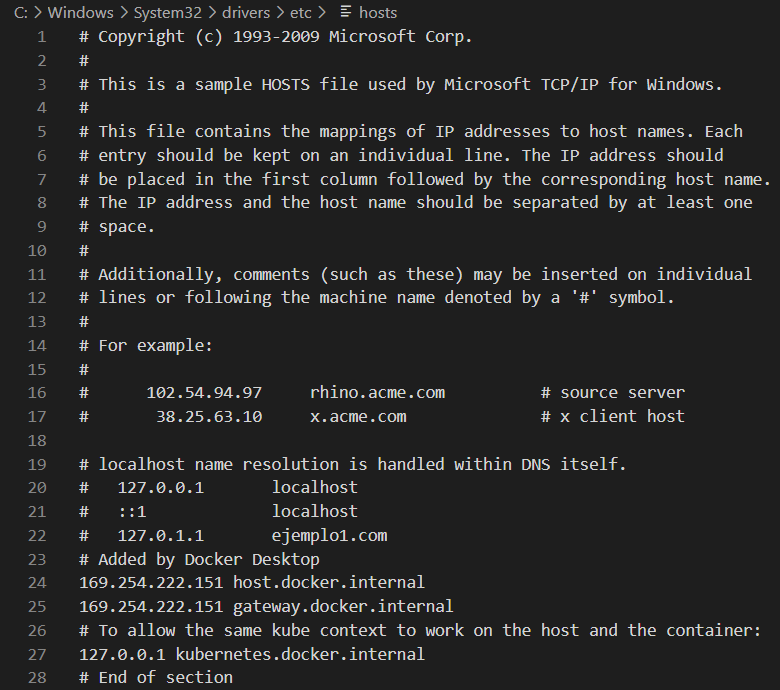 C: > Windows > System32 > drivers > etc > hosts
1 # Copyright (c) 1993-2009 Microsoft Corp.
2 #
3 # This is a sample HOSTS file used by Microsoft TCP/IP for Windows.
4 #
5 # This file contains the mappings of IP addresses to host names. Each
6 # entry should be kept on an individual line. The IP address should
7 # be placed in the first column followed by the corresponding host name.
8 # The IP address and the host name should be separated by at least one
9 # space.
10 #
11 # Additionally, comments (such as these) may be inserted on individual
12 # lines or following the machine name denoted by a '#' symbol.
13 #
14 # For example:
15 #
16 #      102.54.94.97     rhino.acme.com          # source server
17 #       38.25.63.10     x.acme.com              # x client host
18
19 # localhost name resolution is handled within DNS itself.
20 #   127.0.0.1       localhost
21 #   ::1             localhost
22 #   127.0.1.1       ejemplo1.com
23 # Added by Docker Desktop
24 169.254.222.151 host.docker.internal
25 169.254.222.151 gateway.docker.internal
26 # To allow the same kube context to work on the host and the container:
27 127.0.0.1 kubernetes.docker.internal
28 # End of section